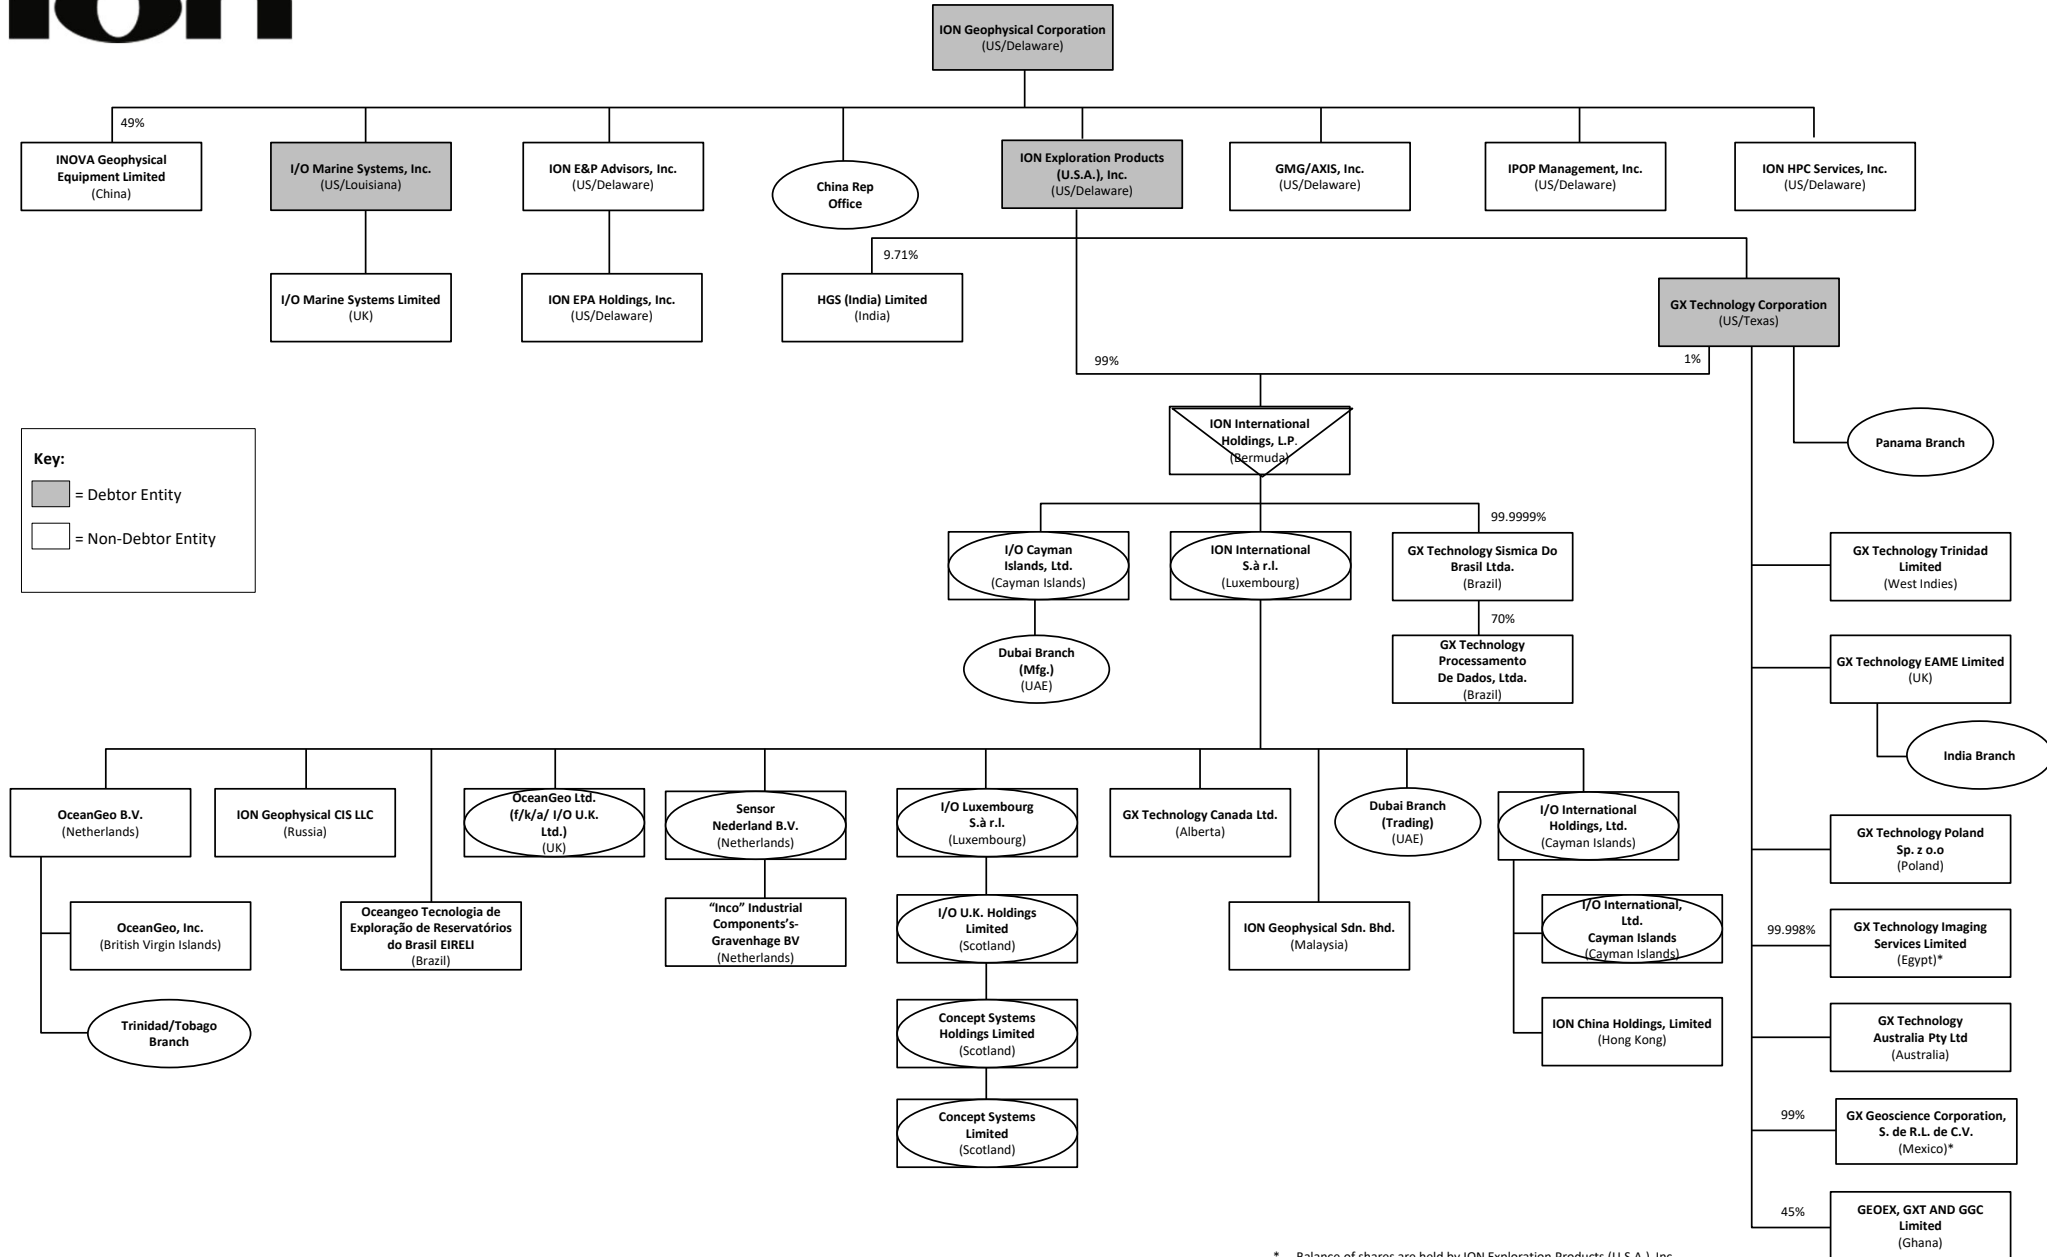 ion
ION Geophysical Corporation
(US/Delaware)
49%
INOVA Geophysical
Equipment Limited
(China)
I/O Marine Systems, Inc.
(US/Louisiana)
ION E&P Advisors, Inc.
(US/Delaware)
China Rep
Office
ION Exploration Products
(U.S.A.), Inc.
(US/Delaware)
GMG/AXIS, Inc.
(US/Delaware)
IPOP Management, Inc.
(US/Delaware)
ION HPC Services, Inc.
(US/Delaware)
9.71%
I/O Marine Systems Limited
(UK)
ION EPA Holdings, Inc.
(US/Delaware)
HGS (India) Limited
(India)
GX Technology Corporation
(US/Texas)
99%
1%
ION International
Holdings, L.P.
(Bermuda)
Panama Branch
Key:
= Debtor Entity
= Non-Debtor Entity
99.9999%
I/O Cayman
Islands, Ltd.
(Cayman Islands)
ION International
S.à r.l.
(Luxembourg)
GX Technology Sismica Do
Brasil Ltda.
(Brazil)
GX Technology Trinidad
Limited
(West Indies)
70%
Dubai Branch
(Mfg.)
(UAE)
GX Technology
Processamento
De Dados, Ltda.
(Brazil)
GX Technology EAME Limited
(UK)
India Branch
OceanGeo B.V.
(Netherlands)
ION Geophysical CIS LLC
(Russia)
OceanGeo Ltd.
(f/k/a/ I/O U.K.
Ltd.)
(UK)
Sensor
Nederland B.V.
(Netherlands)
I/O Luxembourg
S.à r.l.
(Luxembourg)
GX Technology Canada Ltd.
(Alberta)
Dubai Branch
(Trading)
(UAE)
I/O International
Holdings, Ltd.
(Cayman Islands)
GX Technology Poland
Sp. z o.o
(Poland)
OceanGeo, Inc.
(British Virgin Islands)
Oceangeo Tecnologia de
Exploração de Reservatórios
do Brasil EIRELI
(Brazil)
“Inco” Industrial
Components’s-
Gravenhage BV
(Netherlands)
I/O U.K. Holdings
Limited
(Scotland)
ION Geophysical Sdn. Bhd.
(Malaysia)
I/O International,
Ltd.
Cayman Islands
(Cayman Islands)
99.998%
GX Technology Imaging
Services Limited
(Egypt)*
Trinidad/Tobago
Branch
Concept Systems
Holdings Limited
(Scotland)
ION China Holdings, Limited
(Hong Kong)
GX Technology
Australia Pty Ltd
(Australia)
Concept Systems
Limited
(Scotland)
99%
GX Geoscience Corporation,
S. de R.L. de C.V.
(Mexico)*
45%
GEOEX, GXT AND GGC
Limited
(Ghana)
* Balance of shares are held by ION Exploration Products (U.S.A.), Inc.